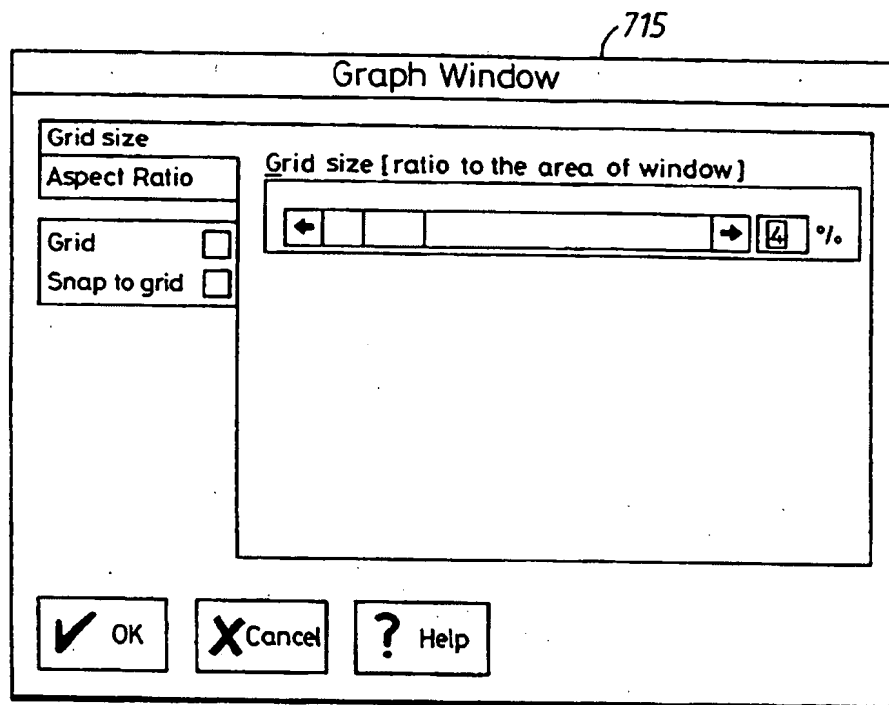 715
Graph Window
Grid size
Aspect Ratio
Grid
Snap to grid
Grid size [ratio to the area of window]
4 %
OK
Cancel
? Help